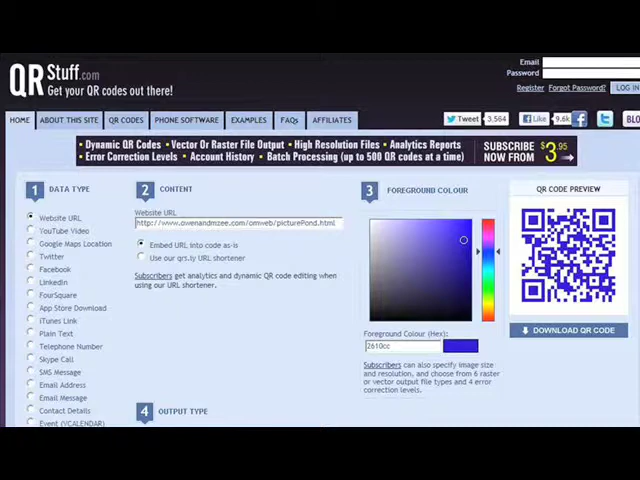 QR Stuff.com
Get your QR codes out there!
Email
Password
Register Forgot Password? LOG IN
HOME ABOUT THIS SITE QR CODES PHONE SOFTWARE EXAMPLES FAQs AFFILIATES
Tweet 3,564 Like 9.6k
Dynamic QR Codes Vector Or Raster File Output High Resolution Files Analytics Reports
Error Correction Levels Account History Batch Processing (up to 500 QR codes at a time)
SUBSCRIBE NOW FROM $3.95
1 DATA TYPE
Website URL
YouTube Video
Google Maps Location
Twitter
Facebook
LinkedIn
FourSquare
App Store Download
iTunes Link
Plain Text
Telephone Number
Skype Call
SMS Message
Email Address
Email Message
Contact Details
Event (VCALENDAR)
2 CONTENT
Website URL
http://www.owenandmzee.com/omweb/picturePond.html
Embed URL into code as-is
Use our qrs.ly URL shortener
Subscribers get analytics and dynamic QR code editing when
using our URL shortener.
3 FOREGROUND COLOUR
Foreground Colour (Hex):
2610cc
Subscribers can also specify image size
and resolution, and choose from 6 raster
or vector output file types and 4 error
correction levels.
QR CODE PREVIEW
DOWNLOAD QR CODE
4 OUTPUT TYPE